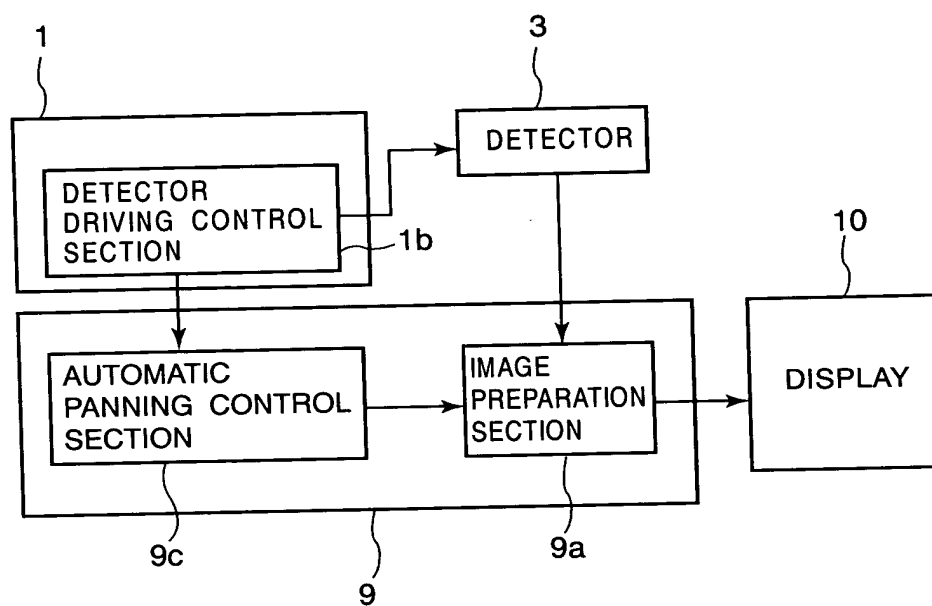 1
3
DETECTOR
DETECTOR
DRIVING CONTROL
SECTION
1b
10
AUTOMATIC
PANNING CONTROL
SECTION
IMAGE
PREPARATION
SECTION
DISPLAY
9c
9
9a